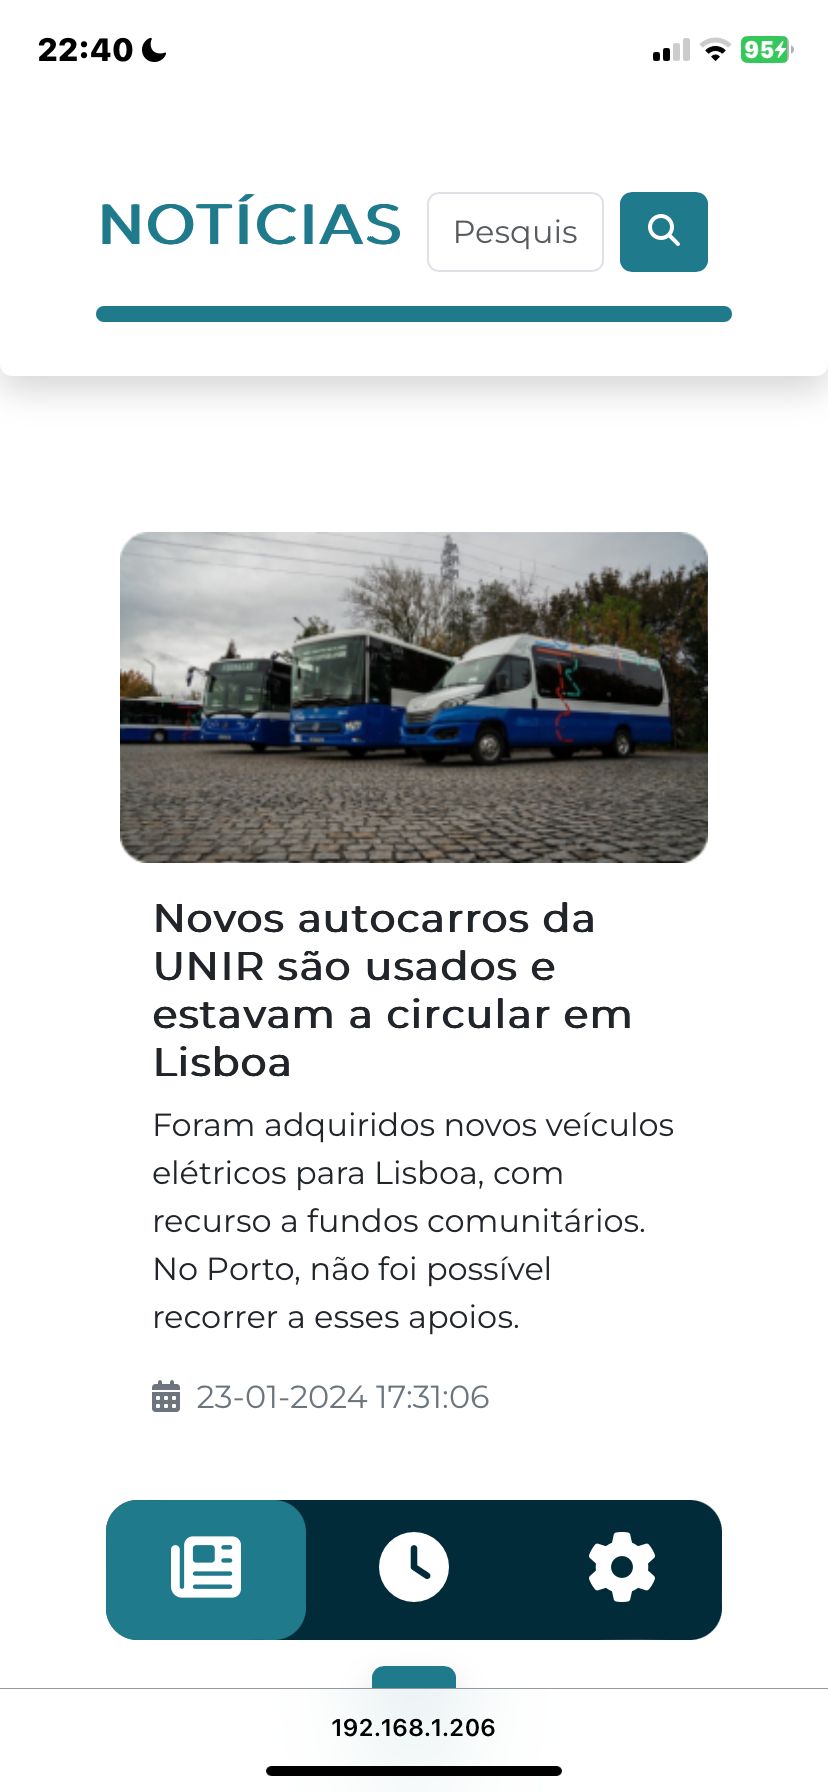 22:40
95
NOTÍCIAS
Pesquis
Novos autocarros da
UNIR são usados e
estavam a circular em
Lisboa
Foram adquiridos novos veículos
elétricos para Lisboa, com
recurso a fundos comunitários.
No Porto, não foi possível
recorrer a esses apoios.
23-01-2024 17:31:06
192.168.1.206